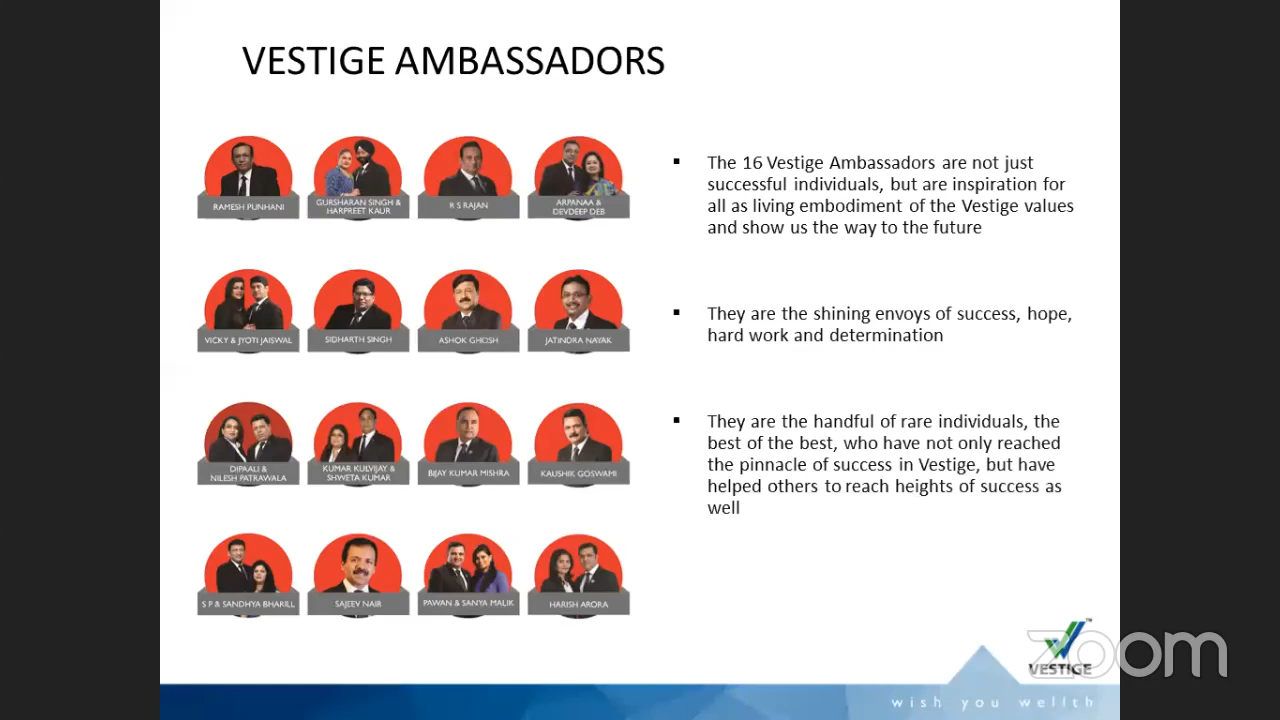 VESTIGE AMBASSADORS
RAMESH PUNHANI
GURSHARAN SINGH &
HARPREET KAUR
R S RAJAN
ARPANAA &
DEVDEEP DEB
VICKY & JYOTI JAISWAL
SIDHARTH SINGH
ASHOK GHOSH
JATINDRA NAYAK
DIPAALI &
NILESH PATRAWALA
KUMAR KULVIJAY &
SHWETA KUMAR
BIJAY KUMAR MISHRA
KAUSHIK GOSWAMI
S P & SANDHYA BHARILL
SAJEEV NAIR
PAWAN & SANYA MALIK
HARISH ARORA
▪ The 16 Vestige Ambassadors are not just
successful individuals, but are inspiration for
all as living embodiment of the Vestige values
and show us the way to the future
▪ They are the shining envoys of success, hope,
hard work and determination
▪ They are the handful of rare individuals, the
best of the best, who have not only reached
the pinnacle of success in Vestige, but have
helped others to reach heights of success as
well
zoom
VESTIGE
wish you wellth